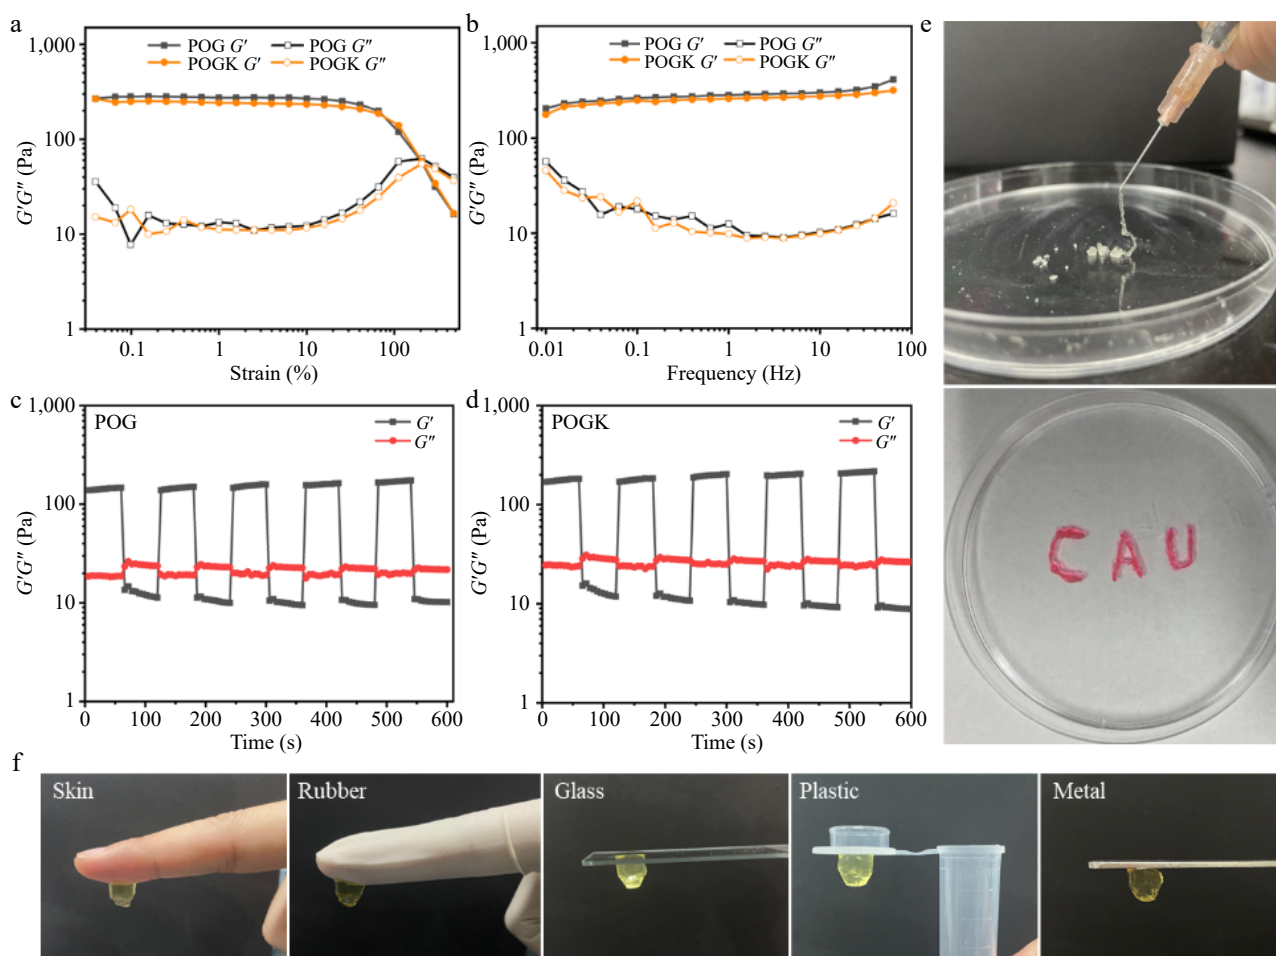 a
1,000
100
10
1
G′G″ (Pa)
POG G′ POG G″
POGK G′ POGK G″
0.1 1 10 100
Strain (%)
b
1,000
100
10
1
G′G″ (Pa)
POG G′ POG G″
POGK G′ POGK G″
0.01 0.1 1 10 100
Frequency (Hz)
e
CAU
c
1,000
100
10
1
G′G″ (Pa)
POG
G′
G″
0 100 200 300 400 500 600
Time (s)
d
1,000
100
10
1
G′G″ (Pa)
POGK
G′
G″
0 100 200 300 400 500 600
Time (s)
f
Skin
Rubber
Glass
Plastic
Metal